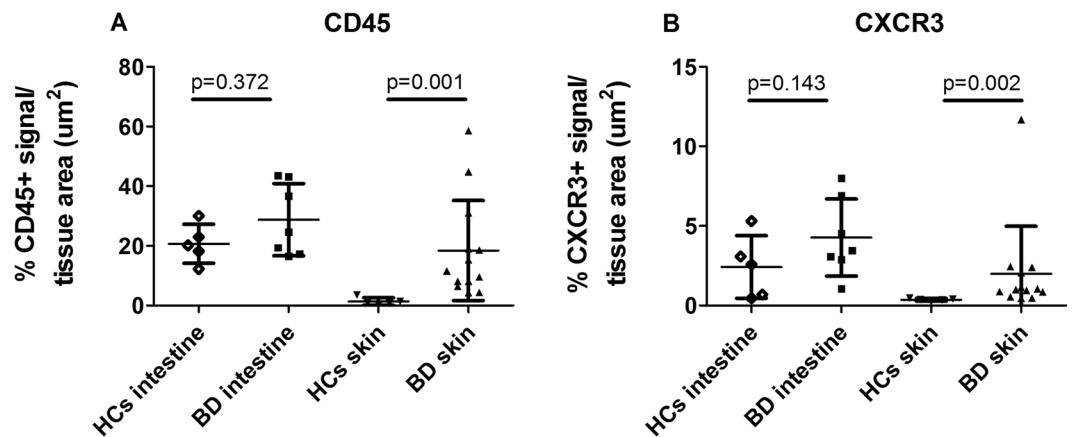 A CD45
% CD45+ signal/
tissue area (um²)
80
60
40
20
0
p=0.372 p=0.001
HCs intestine
BD intestine
HCs skin
BD skin
B CXCR3
% CXCR3+ signal/
tissue area (um²)
15
10
5
0
p=0.143 p=0.002
HCs intestine
BD intestine
HCs skin
BD skin